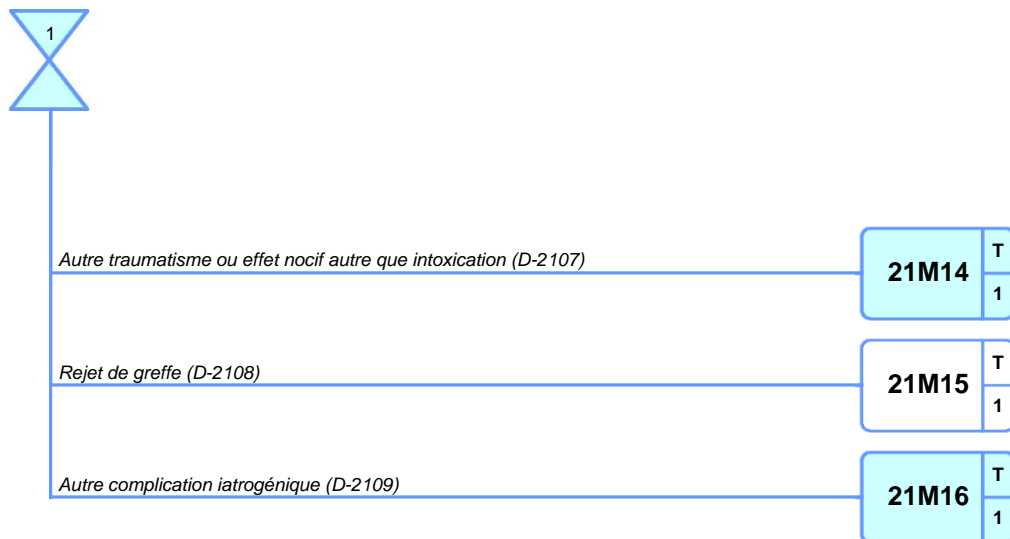 1
Autre traumatisme ou effet nocif autre que intoxication (D-2107)
21M14
T
1
Rejet de greffe (D-2108)
21M15
T
1
Autre complication iatrogénique (D-2109)
21M16
T
1